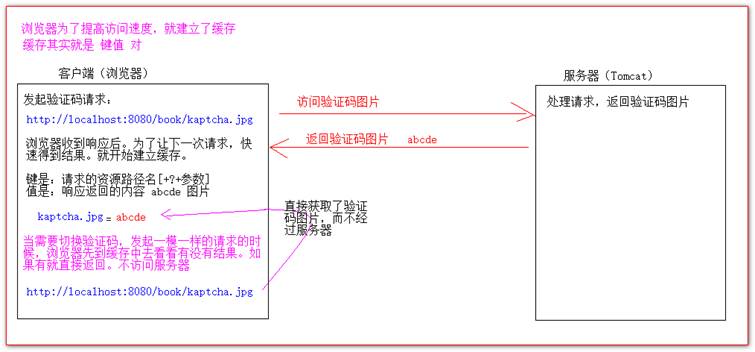 浏览器为了提高访问速度，就建立了缓存
缓存其实就是 键值 对
客户端（浏览器）
服务器（Tomcat）
发起验证码请求：
http://localhost:8080/book/kaptcha.jpg
浏览器收到响应后。为了让下一次请求，快
速得到结果。就开始建立缓存。
键是：请求的资源路径名[+?+参数]
值是：响应返回的内容 abcde 图片
kaptcha.jpg = abcde
当需要切换验证码，发起一模一样的请求的时
候，浏览器先到缓存中去看看有没有结果。如
果有就直接返回。不访问服务器
http://localhost:8080/book/kaptcha.jpg
访问验证码图片
返回验证码图片 abcde
直接获取了验证
码图片，而不经
过服务器
处理请求，返回验证码图片